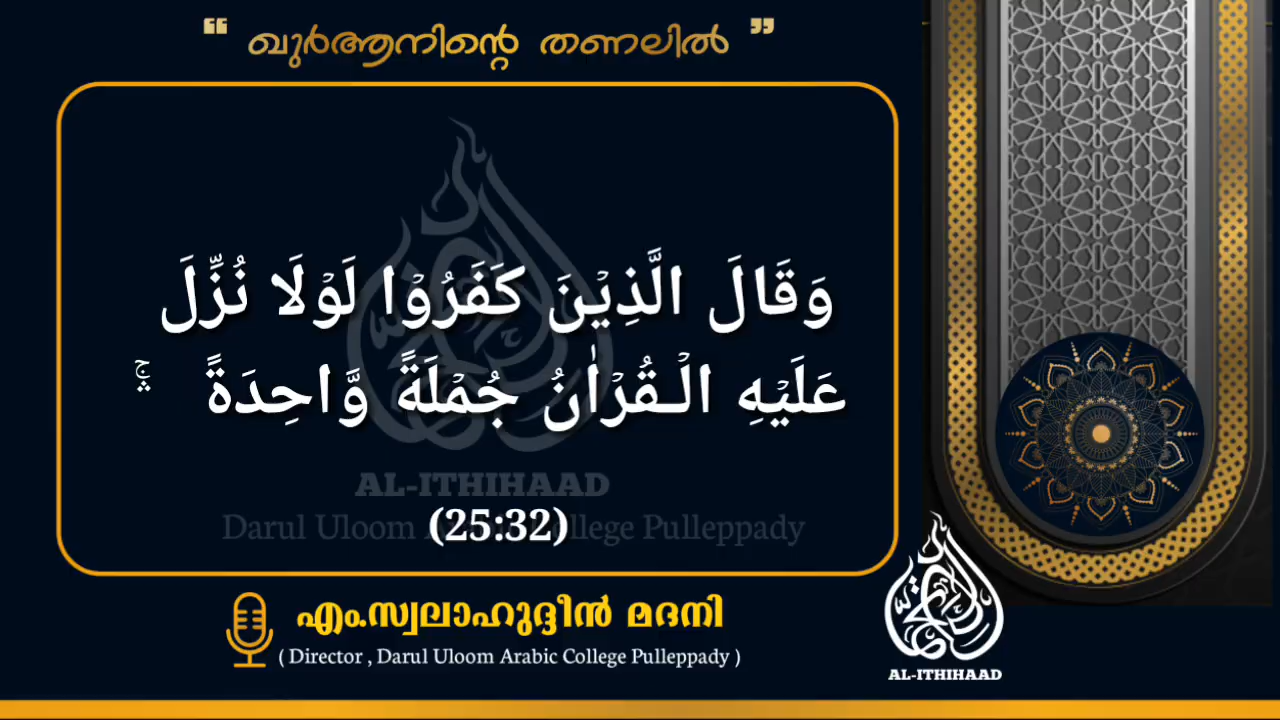 “ ഖുർആനിന്റെ തണലിൽ ”
وَقَالَ الَّذِيْنَ كَفَرُوْا لَوْلَا نُزِّلَ
عَلَيْهِ الْـقُرْاٰنُ جُمْلَةً وَّاحِدَةً ۛۚ
AL-ITHIHAAD
Darul Uloom Arabic College Pulleppady
(25:32)
എം.സ്വലാഹുദ്ദീൻ മദനി
( Director , Darul Uloom Arabic College Pulleppady )
AL-ITHIHAAD